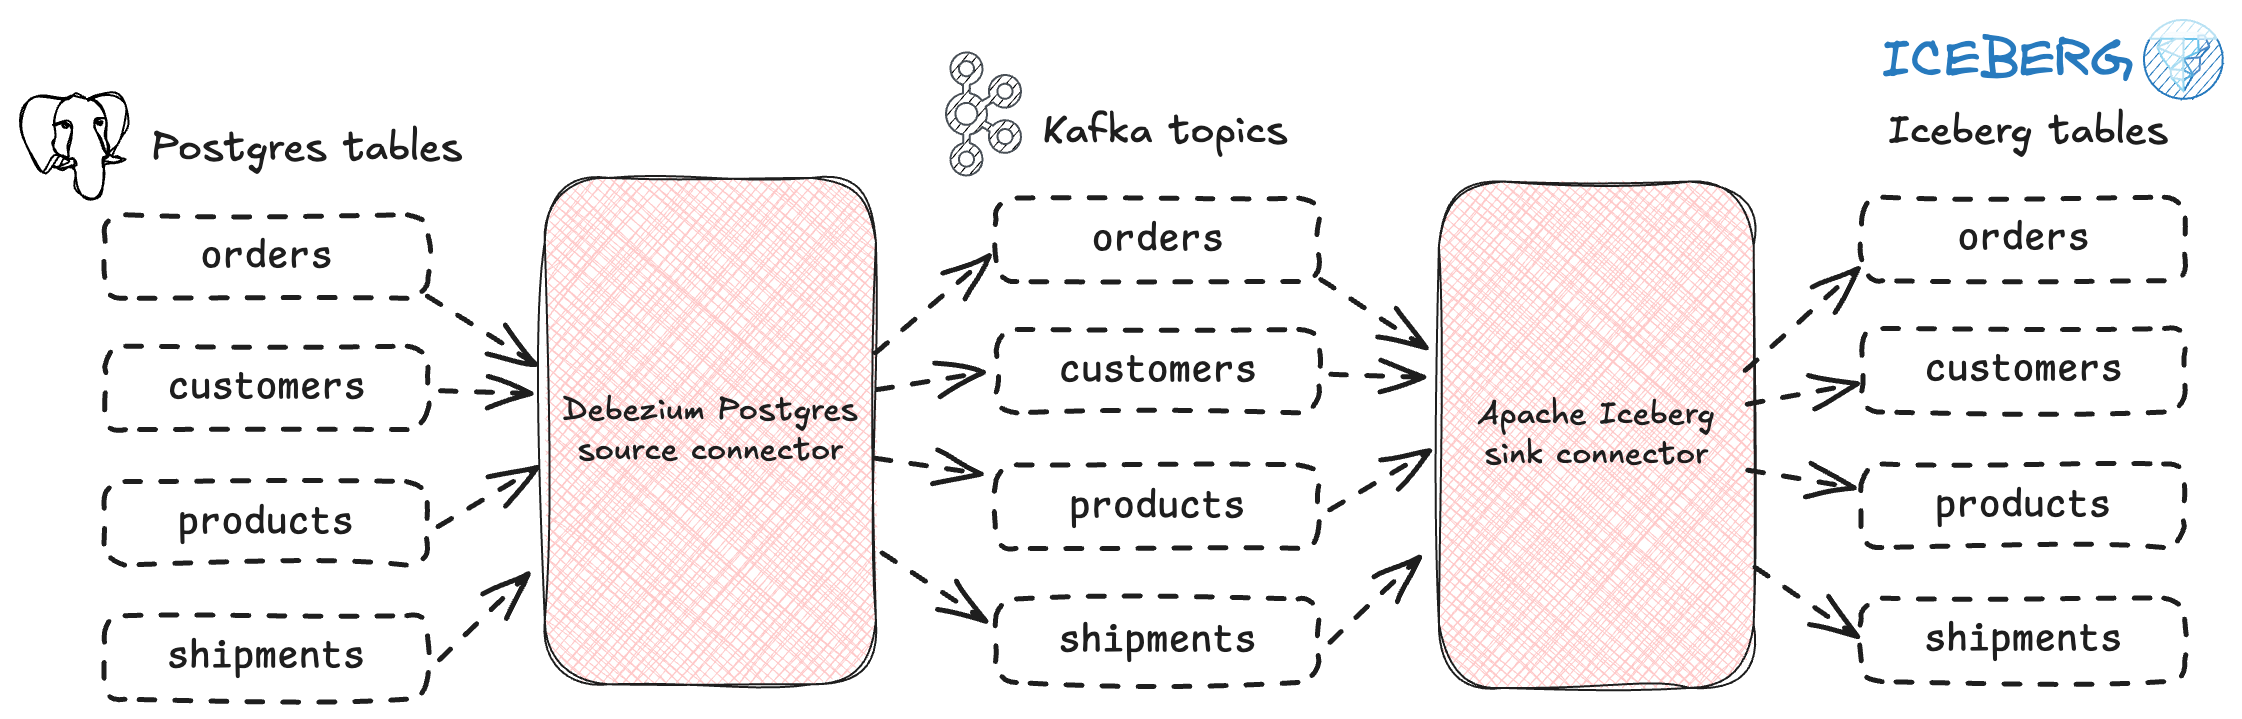 ICEBERG
Postgres tables
Kafka topics
Iceberg tables
orders
customers
products
shipments
Debezium Postgres
source connector
orders
customers
products
shipments
Apache Iceberg
sink connector
orders
customers
products
shipments